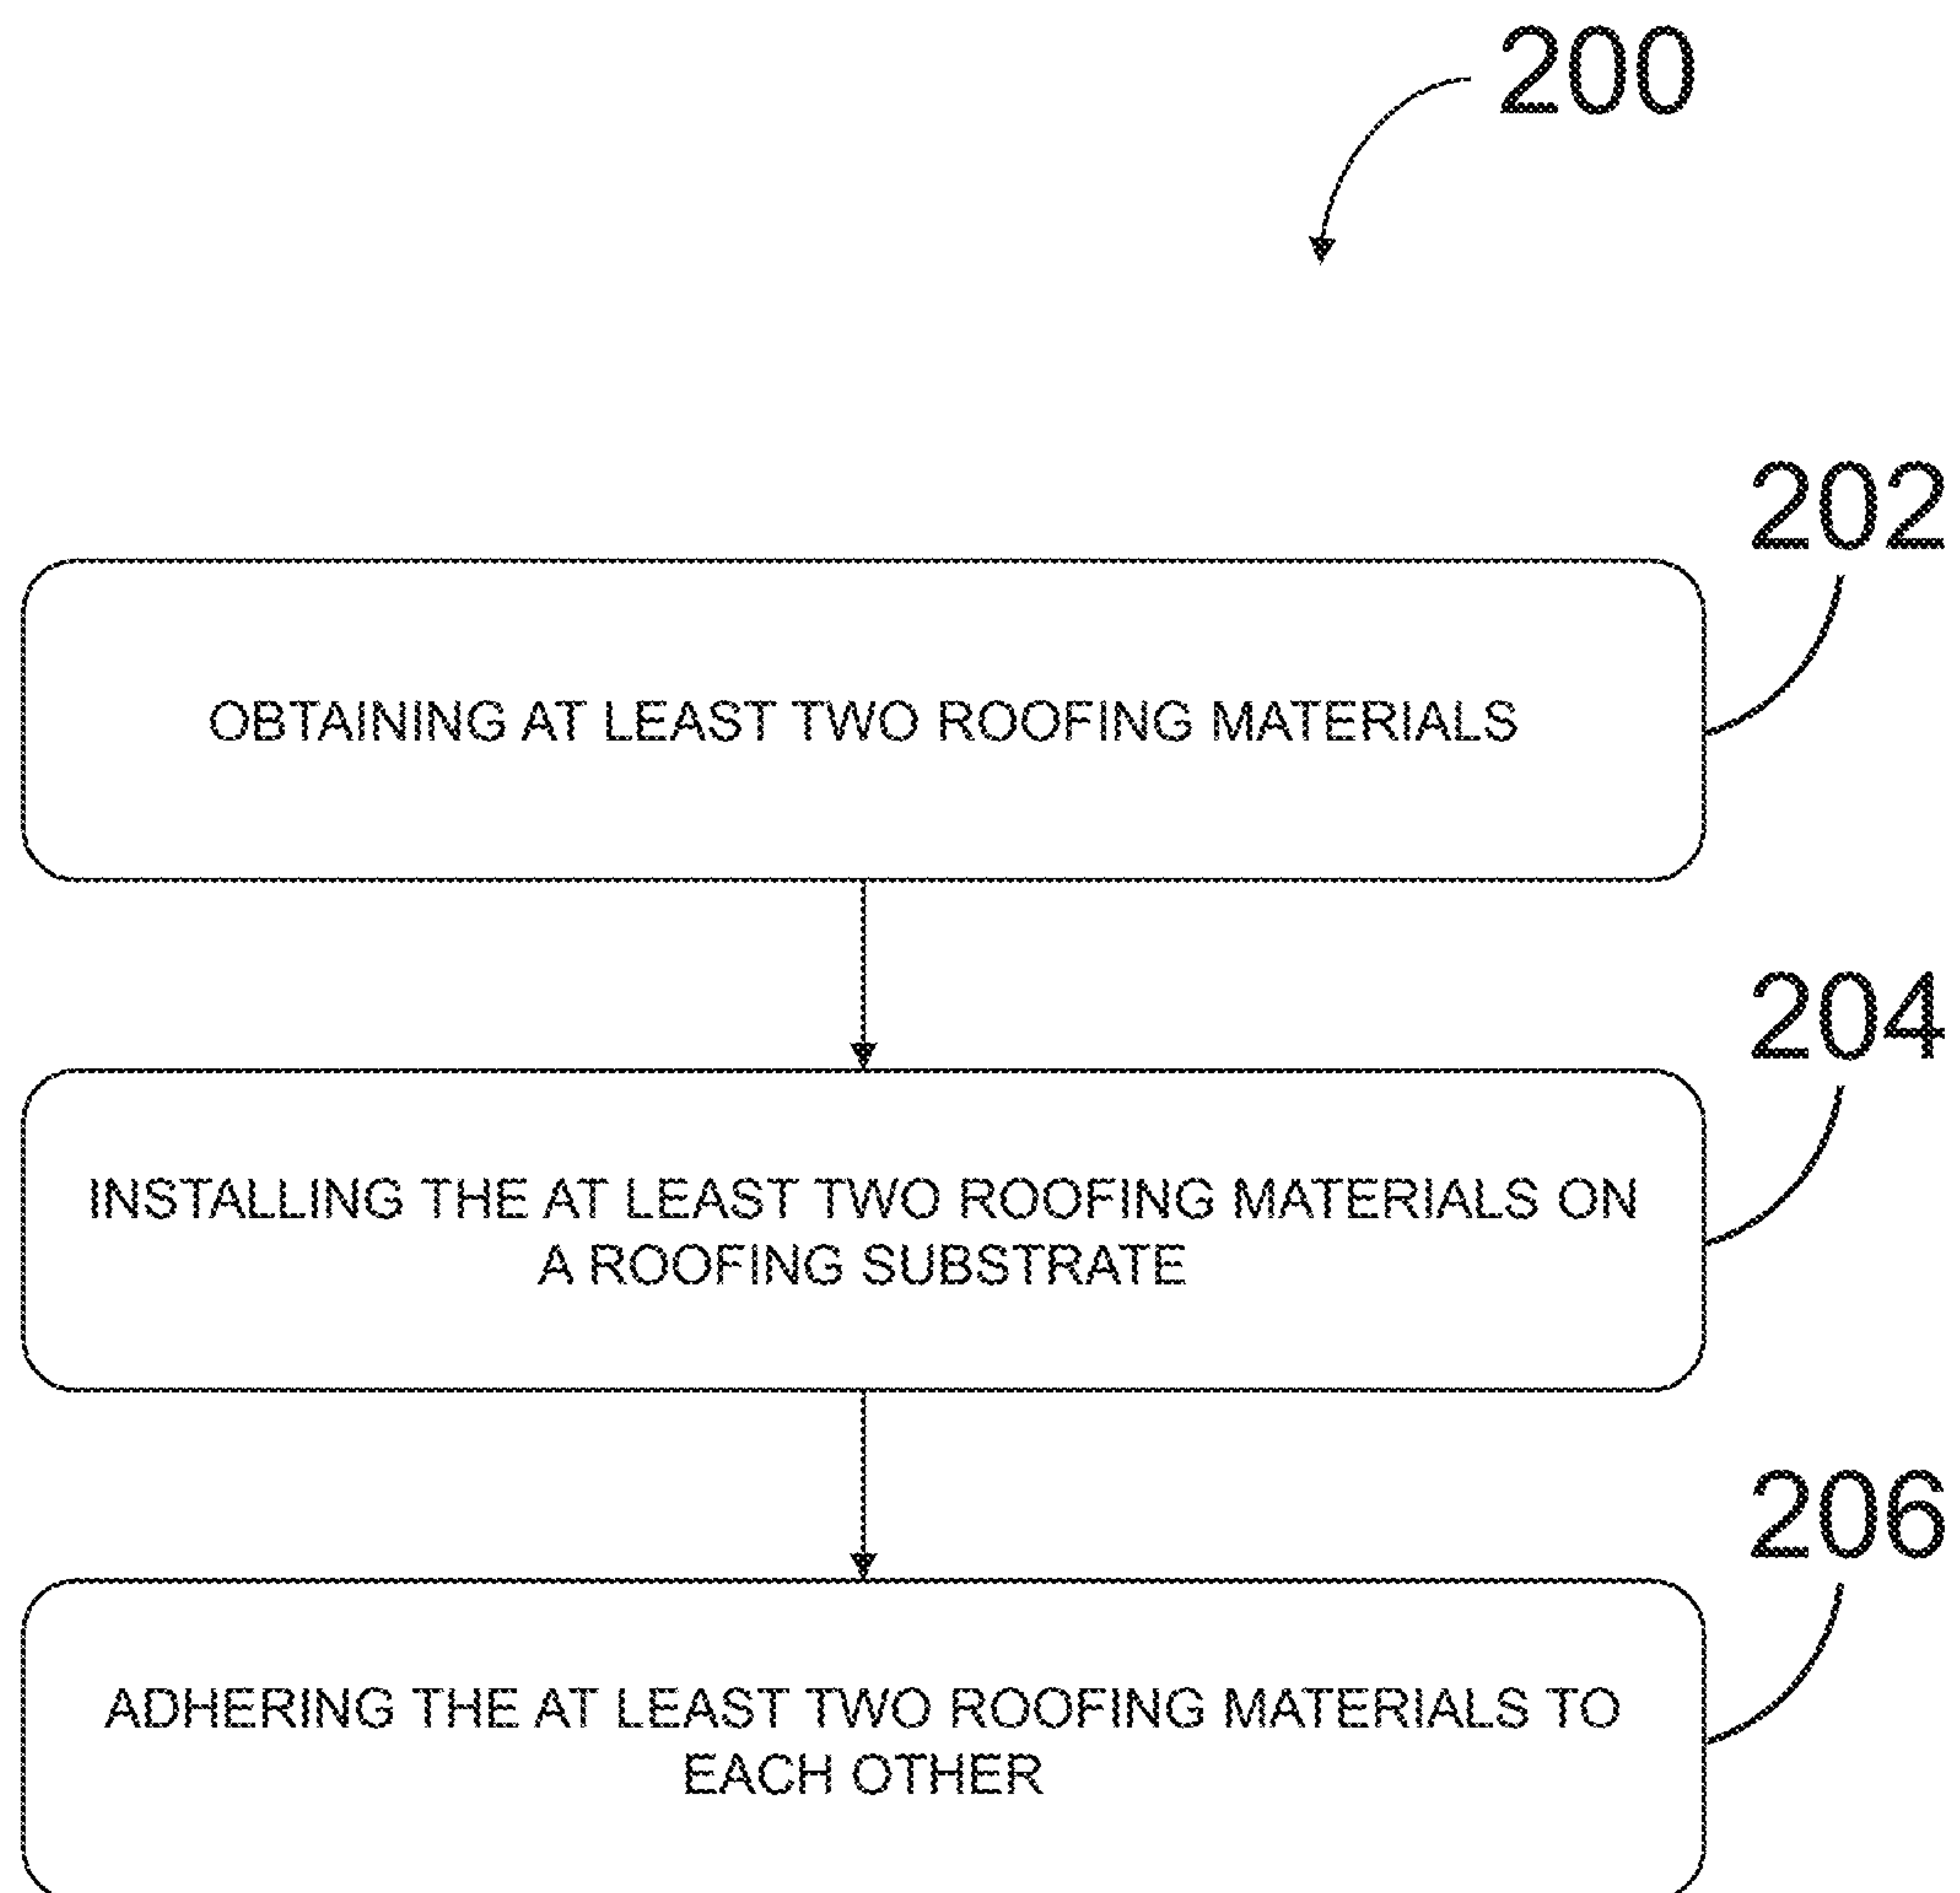 200
202
OBTAINING AT LEAST TWO ROOFING MATERIALS
204
INSTALLING THE AT LEAST TWO ROOFING MATERIALS ON
A ROOFING SUBSTRATE
206
ADHERING THE AT LEAST TWO ROOFING MATERIALS TO
EACH OTHER